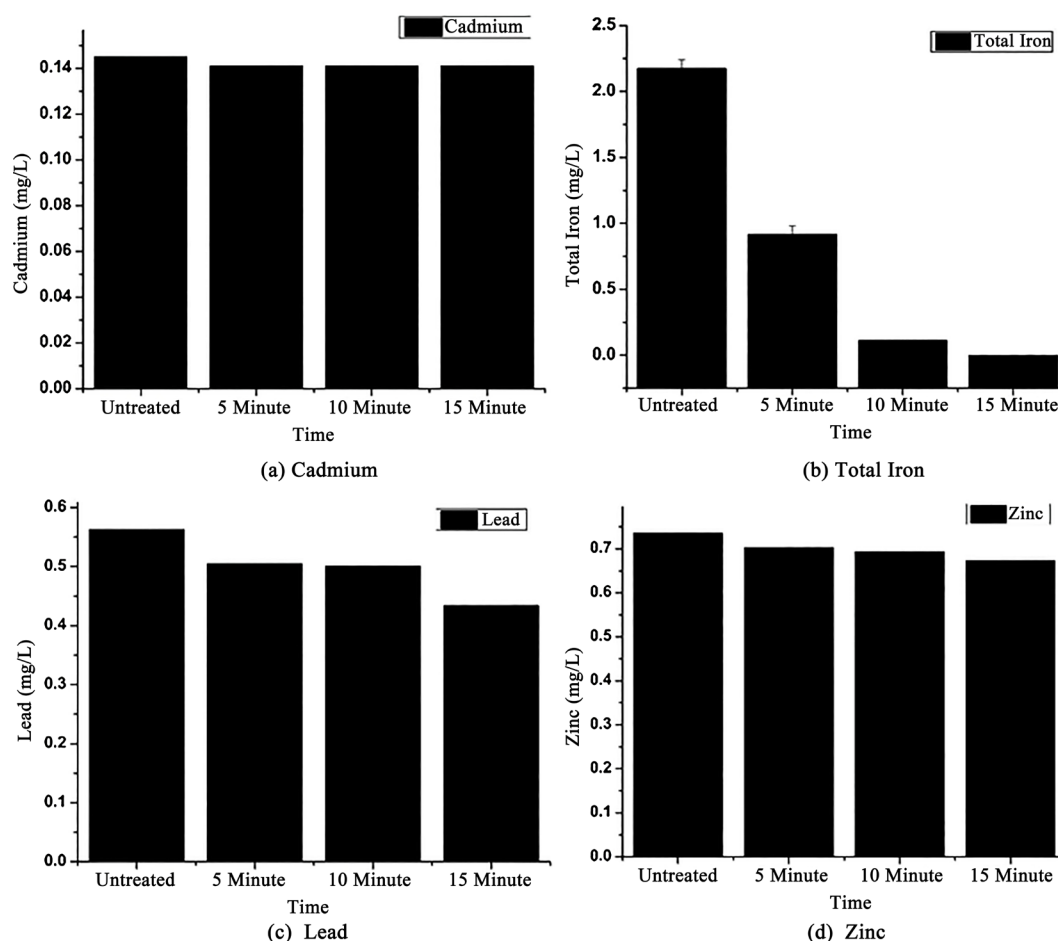 Cadmium
0.14
0.12
0.10
0.08
0.06
0.04
0.02
0.00
Cadmium (mg/L)
Untreated 5 Minute 10 Minute 15 Minute
Time
(a) Cadmium
Total Iron
2.5
2.0
1.5
1.0
0.5
0.0
Total Iron (mg/L)
Untreated 5 Minute 10 Minute 15 Minute
Time
(b) Total Iron
Lead
0.6
0.5
0.4
0.3
0.2
0.1
0.0
Lead (mg/L)
Untreated 5 Minute 10 Minute 15 Minute
Time
(c) Lead
Zinc
0.7
0.6
0.5
0.4
0.3
0.2
0.1
0.0
Zinc (mg/L)
Untreated 5 Minute 10 Minute 15 Minute
Time
(d) Zinc